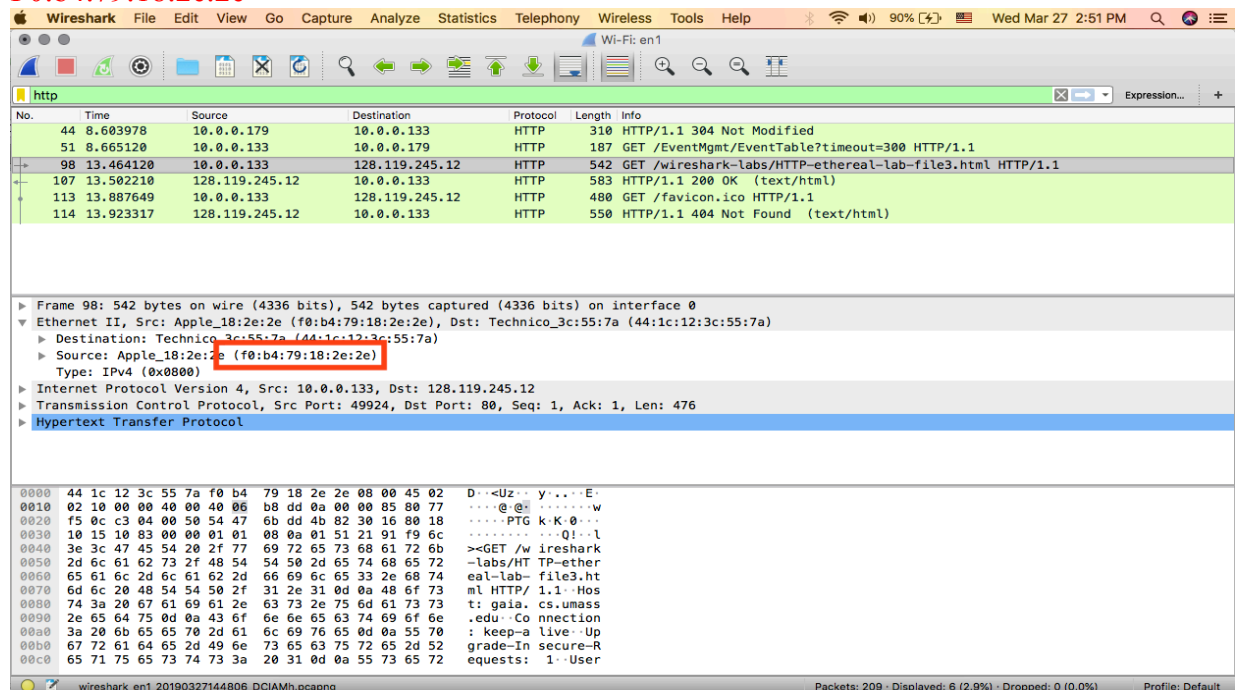 Wireshark File Edit View Go Capture Analyze Statistics Telephony Wireless Tools Help 90% Wed Mar 27 2:51 PM
Wi-Fi: en1
http Expression... +
No. Time Source Destination Protocol Length Info
44 8.603978 10.0.0.179 10.0.0.133 HTTP 310 HTTP/1.1 304 Not Modified
51 8.665120 10.0.0.133 10.0.0.179 HTTP 187 GET /EventMgmt/EventTable?timeout=300 HTTP/1.1
98 13.464120 10.0.0.133 128.119.245.12 HTTP 542 GET /wireshark-labs/HTTP-ethereal-lab-file3.html HTTP/1.1
107 13.502210 128.119.245.12 10.0.0.133 HTTP 583 HTTP/1.1 200 OK (text/html)
113 13.887649 10.0.0.133 128.119.245.12 HTTP 480 GET /favicon.ico HTTP/1.1
114 13.923317 128.119.245.12 10.0.0.133 HTTP 550 HTTP/1.1 404 Not Found (text/html)
Frame 98: 542 bytes on wire (4336 bits), 542 bytes captured (4336 bits) on interface 0
Ethernet II, Src: Apple_18:2e:2e (f0:b4:79:18:2e:2e), Dst: Technico_3c:55:7a (44:1c:12:3c:55:7a)
Destination: Technico_3c:55:7a (44:1c:12:3c:55:7a)
Source: Apple_18:2e:2e (f0:b4:79:18:2e:2e)
Type: IPv4 (0x0800)
Internet Protocol Version 4, Src: 10.0.0.133, Dst: 128.119.245.12
Transmission Control Protocol, Src Port: 49924, Dst Port: 80, Seq: 1, Ack: 1, Len: 476
Hypertext Transfer Protocol
0000 44 1c 12 3c 55 7a f0 b4 79 18 2e 2e 08 00 45 02 D··<Uz·· y·..··E·
0010 02 10 00 00 40 00 40 06 b8 dd 0a 00 00 85 80 77 ····@·@· ·······w
0020 f5 0c c3 04 00 50 54 47 6b dd 4b 82 30 16 80 18 ·····PTG k·K·0···
0030 10 15 10 83 00 00 01 01 08 0a 01 51 21 91 f9 6c ········ ···Q!··l
0040 3e 3c 47 45 54 20 2f 77 69 72 65 73 68 61 72 6b ><GET /w ireshark
0050 2d 6c 61 62 73 2f 48 54 54 50 2d 65 74 68 65 72 -labs/HT TP-ether
0060 65 61 6c 2d 6c 61 62 2d 66 69 6c 65 33 2e 68 74 eal-lab- file3.ht
0070 6d 6c 20 48 54 54 50 2f 31 2e 31 0d 0a 48 6f 73 ml HTTP/ 1.1··Hos
0080 74 3a 20 67 61 69 61 2e 63 73 2e 75 6d 61 73 73 t: gaia. cs.umass
0090 2e 65 64 75 0d 0a 43 6f 6e 6e 65 63 74 69 6f 6e .edu··Co nnection
00a0 3a 20 6b 65 65 70 2d 61 6c 69 76 65 0d 0a 55 70 : keep-a live··Up
00b0 67 72 61 64 65 2d 49 6e 73 65 63 75 72 65 2d 52 grade-In secure-R
00c0 65 71 75 65 73 74 73 3a 20 31 0d 0a 55 73 65 72 equests: 1··User
wireshark_en1_20190327144806_DCIAMh.pcapng Packets: 209 · Displayed: 6 (2.9%) · Dropped: 0 (0.0%) Profile: Default